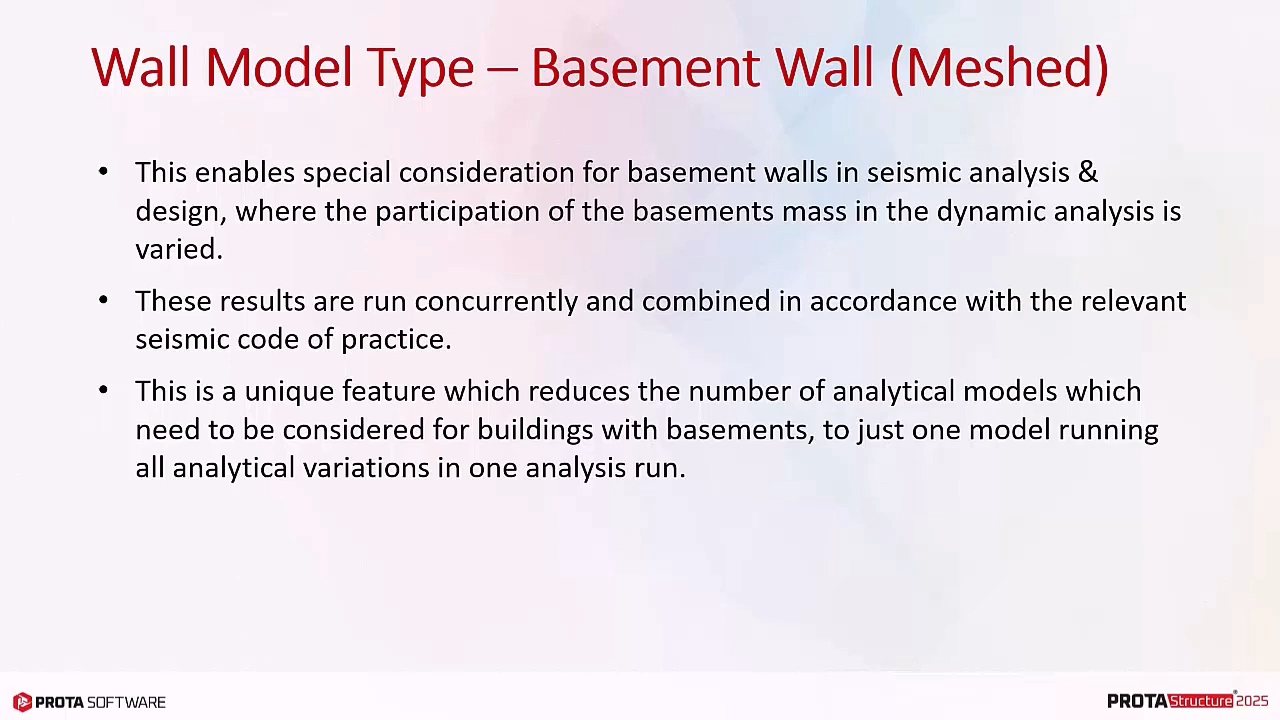 Wall Model Type – Basement Wall (Meshed)
• This enables special consideration for basement walls in seismic analysis &
design, where the participation of the basements mass in the dynamic analysis is
varied.
• These results are run concurrently and combined in accordance with the relevant
seismic code of practice.
• This is a unique feature which reduces the number of analytical models which
need to be considered for buildings with basements, to just one model running
all analytical variations in one analysis run.
PROTA SOFTWARE
PROTAStructure® 2025